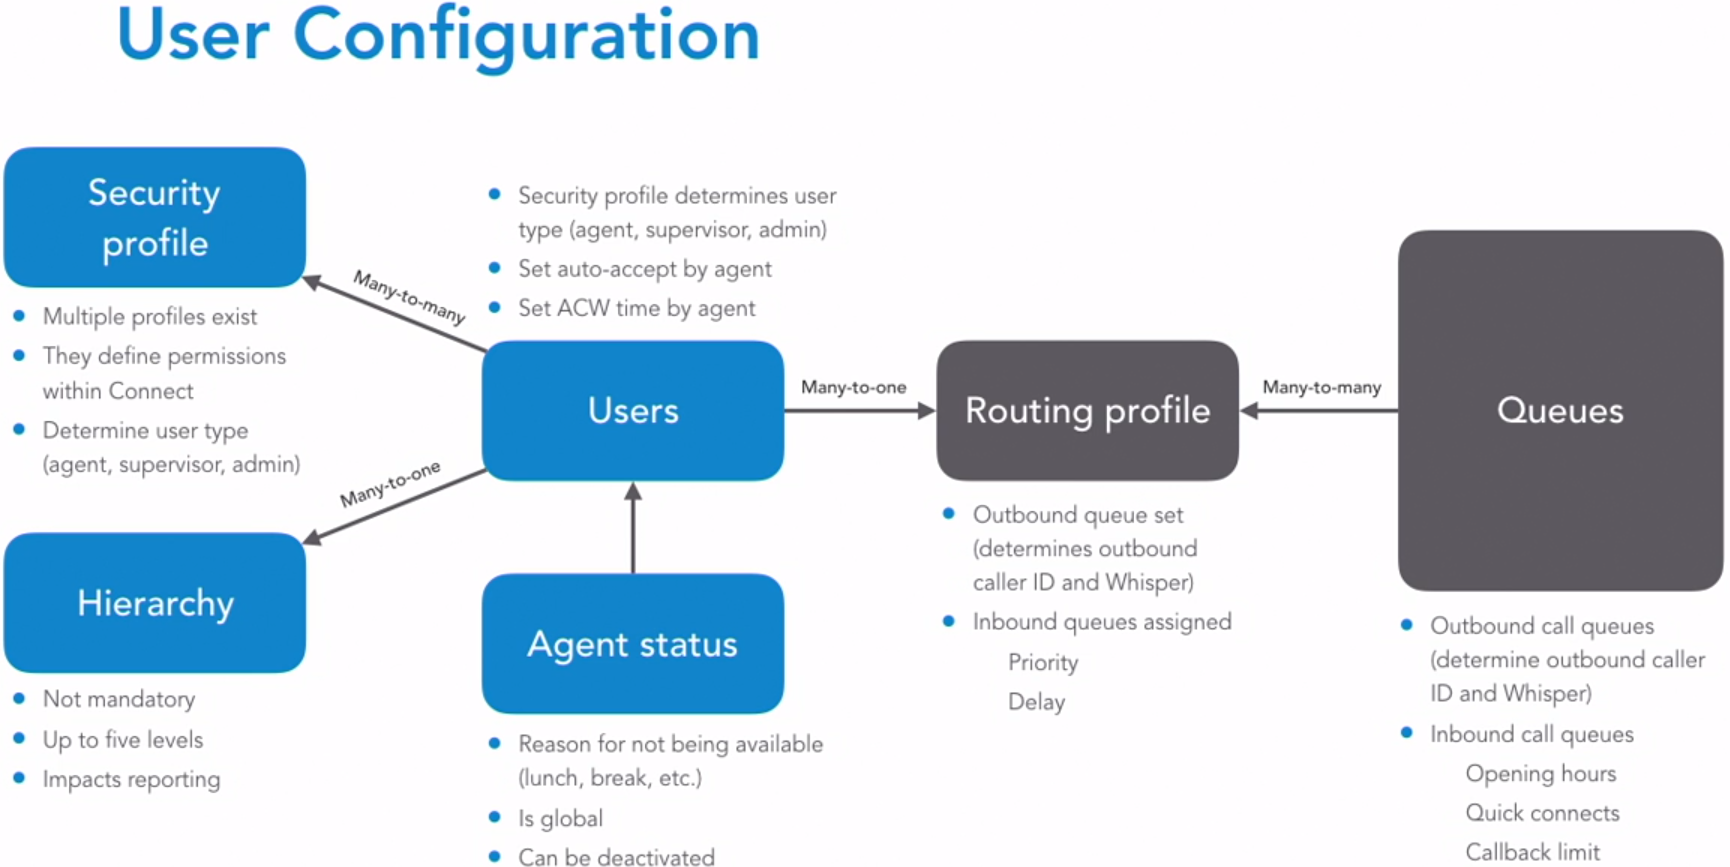 User Configuration
Security
profile
Many-to-many
• Multiple profiles exist
• They define permissions
within Connect
• Determine user type
(agent, supervisor, admin)
Many-to-one
Hierarchy
• Not mandatory
• Up to five levels
• Impacts reporting
• Security profile determines user
type (agent, supervisor, admin)
• Set auto-accept by agent
• Set ACW time by agent
Users
Agent status
• Reason for not being available
(lunch, break, etc.)
• Is global
• Can be deactivated
Many-to-one
Routing profile
• Outbound queue set
(determines outbound
caller ID and Whisper)
• Inbound queues assigned
Priority
Delay
Many-to-many
Queues
• Outbound call queues
(determine outbound caller
ID and Whisper)
• Inbound call queues
Opening hours
Quick connects
Callback limit